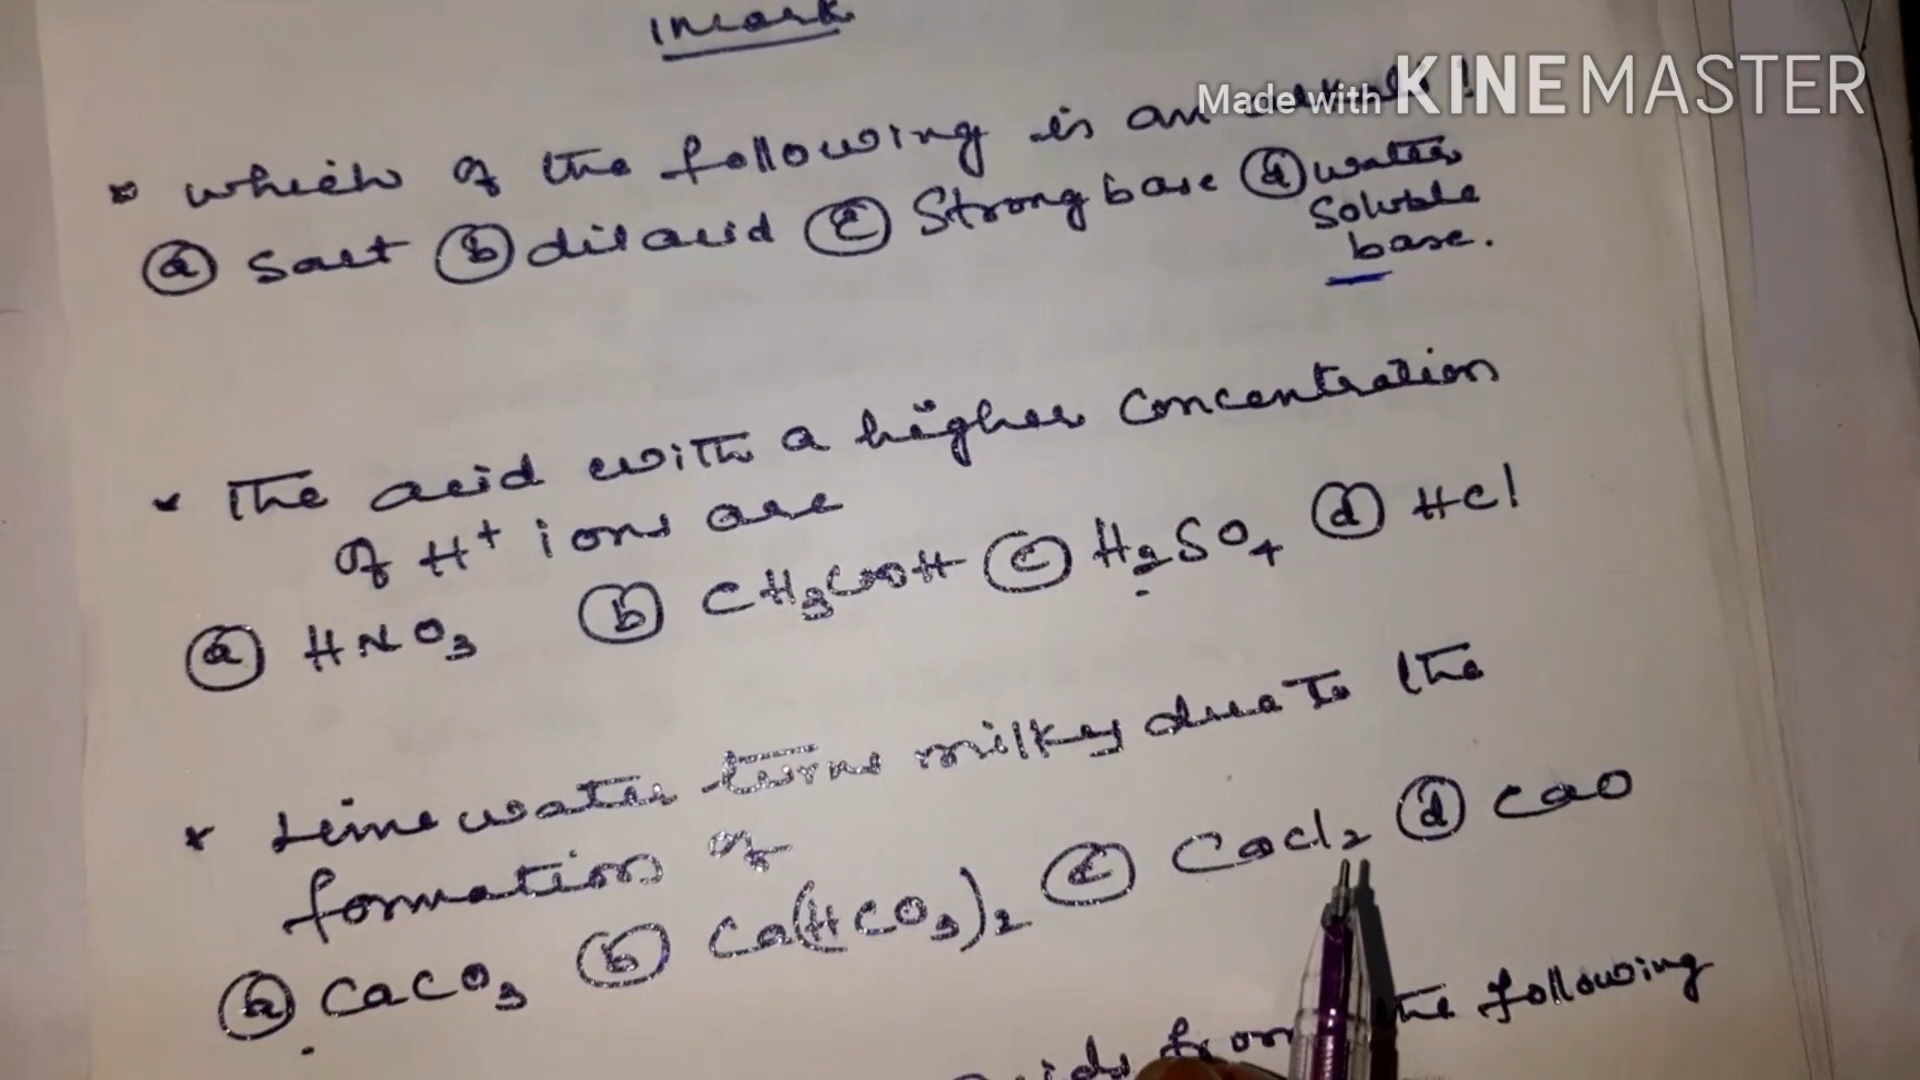 1 mark
Made with KINEMASTER
* which of the following is an
(a) Salt (b) dil acid (c) Strong base (d) water
soluble
base.
* The acid with a higher concentration
of H+ ions are
(a) HNO3 (b) CH3COOH (c) H2SO4 (d) HCl
* Lime water turns milky due to the
formation of
(a) CaCO3 (b) Ca(HCO3)2 (c) CaCl2 (d) CaO
from the following